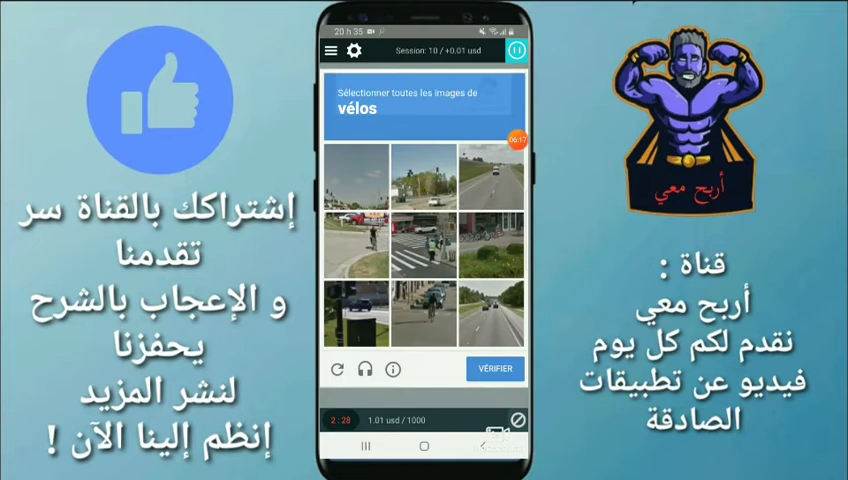 إشتراكك بالقناة سر
تقدمنا
و الإعجاب بالشرح
يحفزنا
لنشر المزيد
إنظم إلينا الآن !
20 h 35
Session: 10 / +0.01 usd
Sélectionner toutes les images de
vélos
06:17
VÉRIFIER
2 : 28
1.01 usd / 1000
أربح معي
قناة :
أربح معي
نقدم لكم كل يوم
فيديو عن تطبيقات
الصادقة